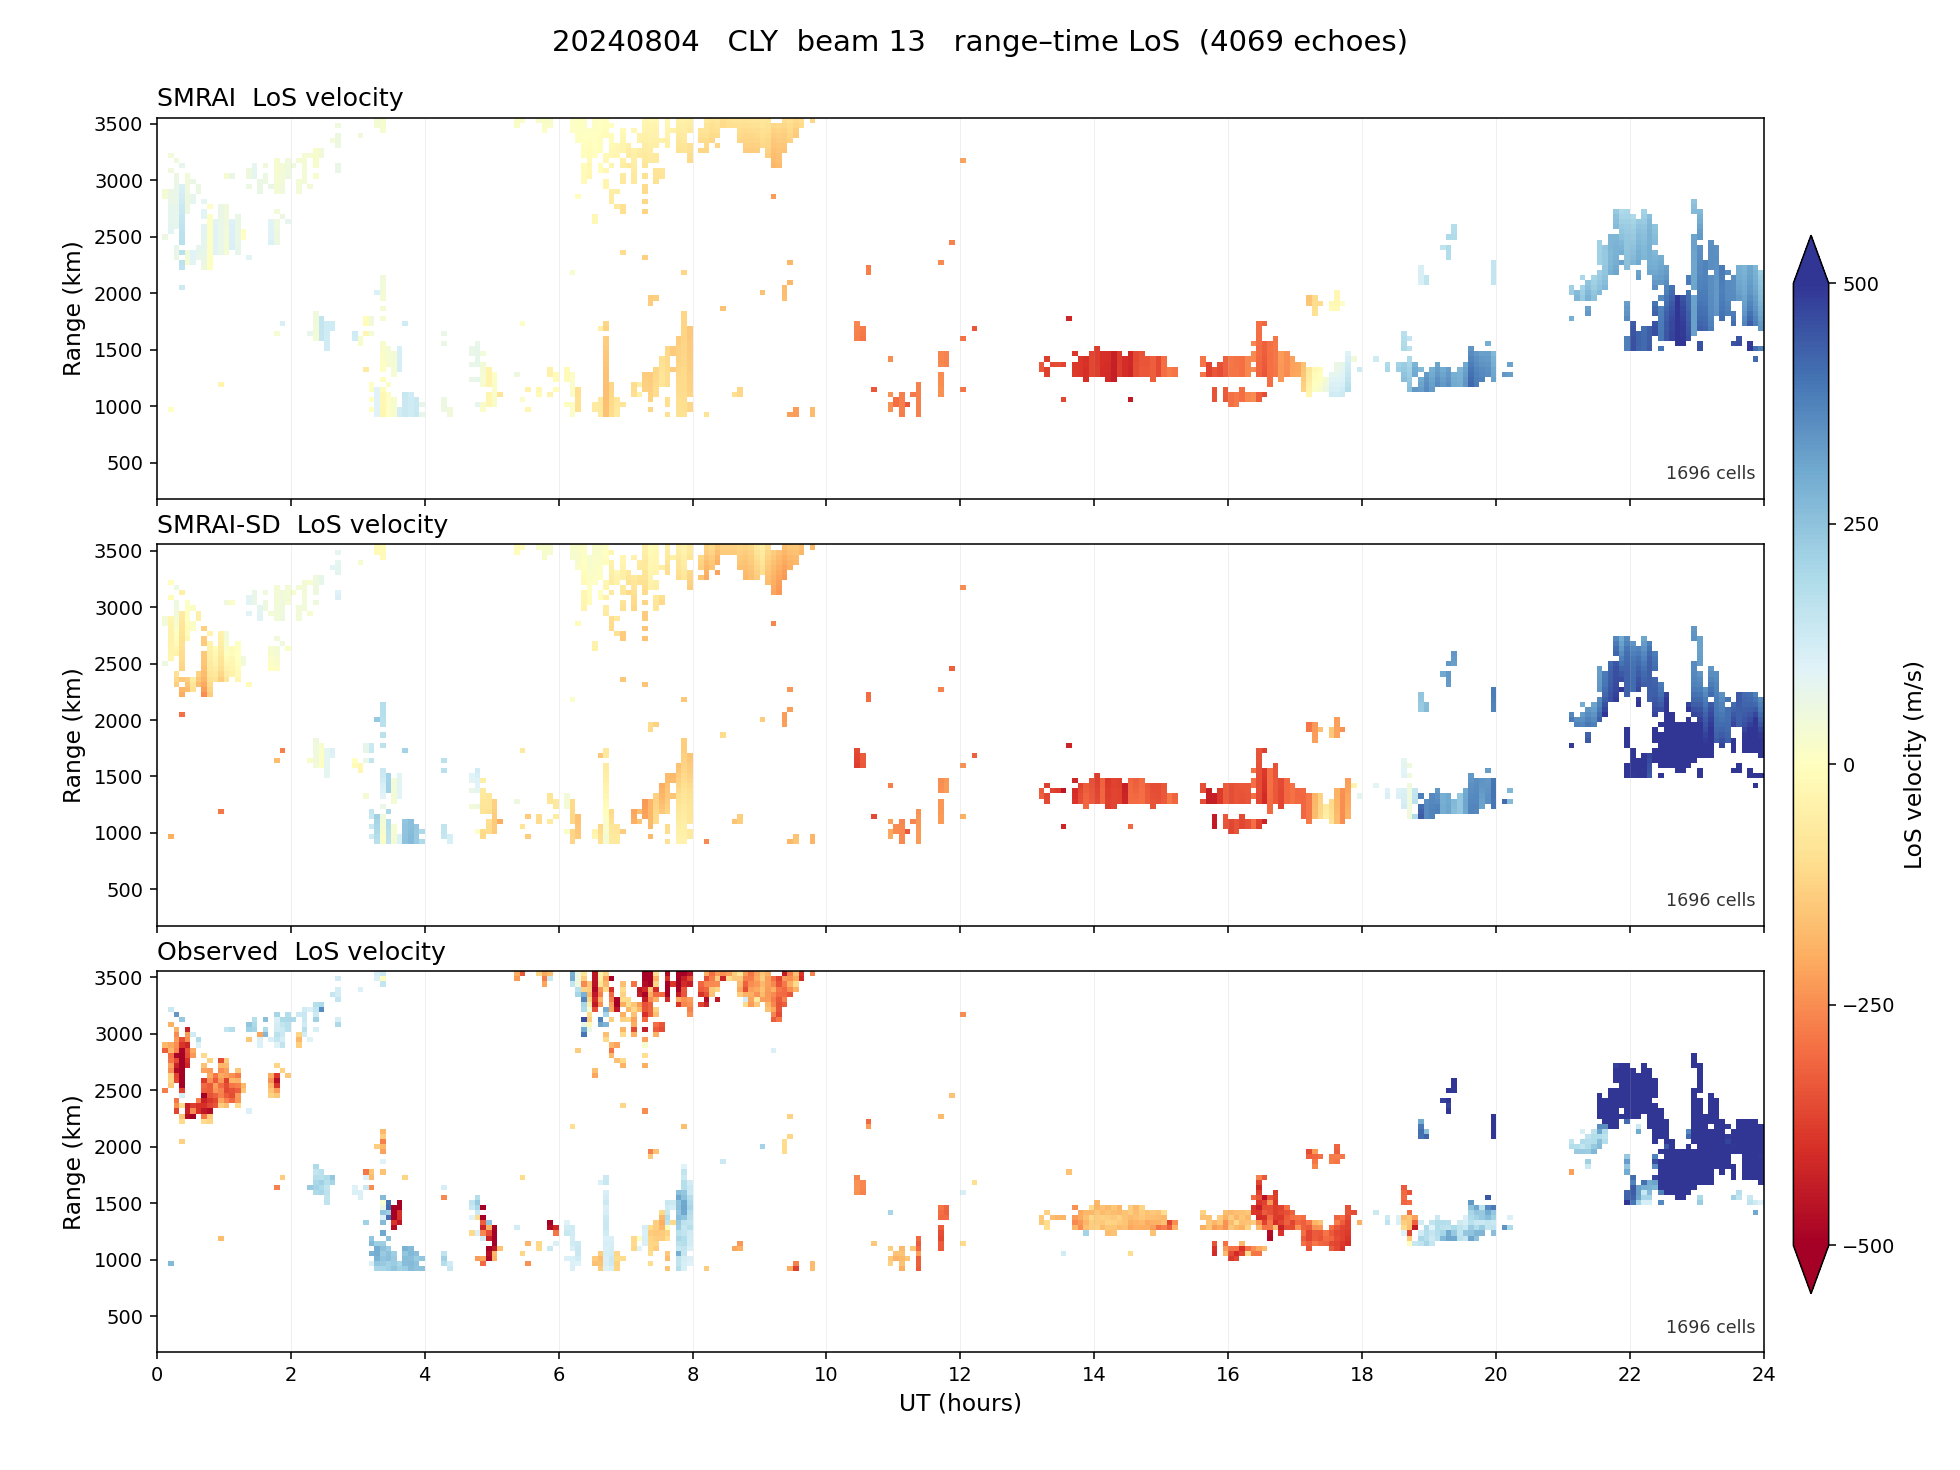 20240804   CLY  beam 13   range–time LoS  (4069 echoes)
SMRAI  LoS velocity
3500
3000
2500
2000
1500
1000
500
Range (km)
1696 cells
SMRAI-SD  LoS velocity
3500
3000
2500
2000
1500
1000
500
Range (km)
1696 cells
Observed  LoS velocity
3500
3000
2500
2000
1500
1000
500
Range (km)
1696 cells
0 2 4 6 8 10 12 14 16 18 20 22 24
UT (hours)
500
250
0
−250
−500
LoS velocity (m/s)